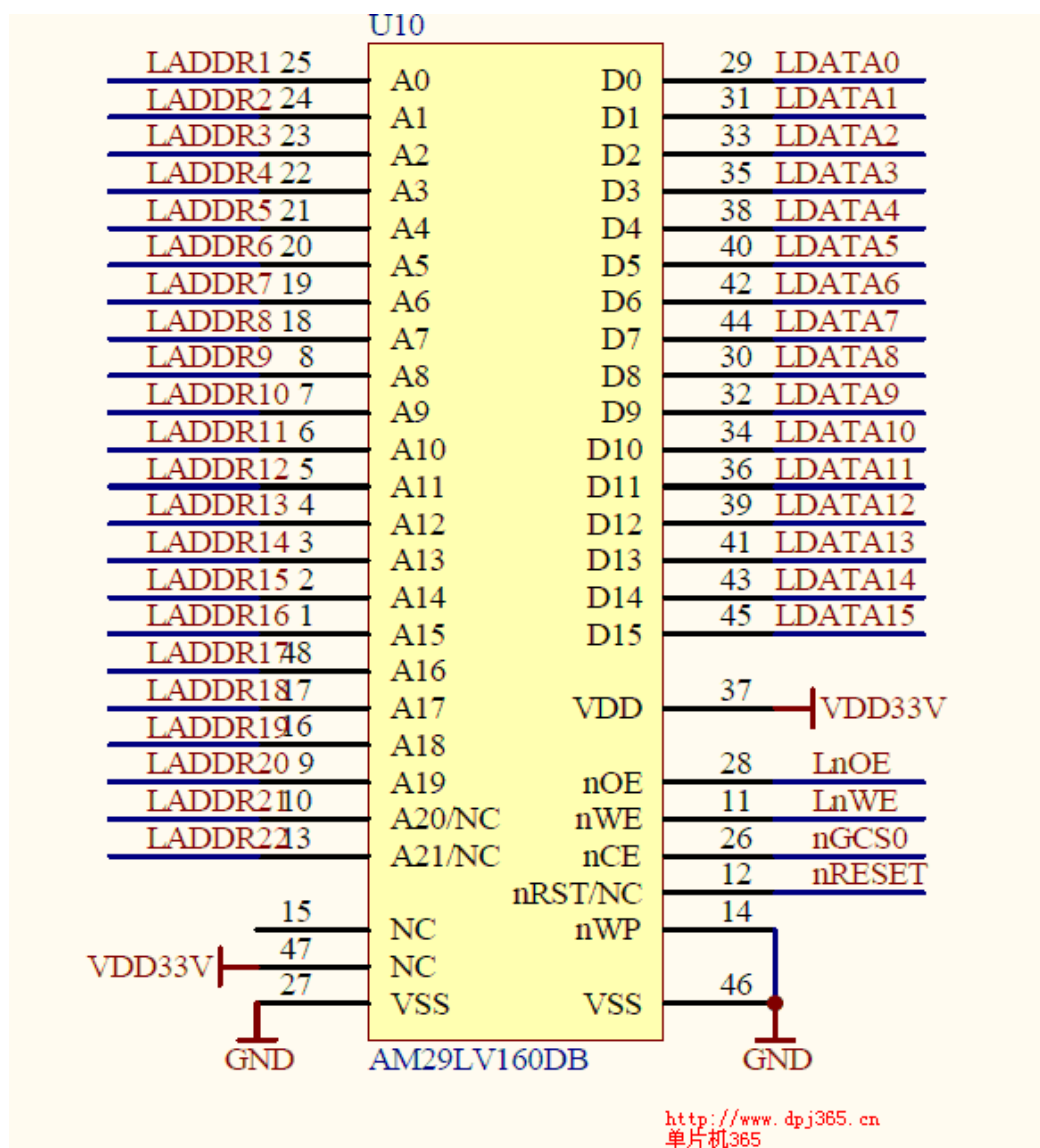 U10
LADDR1 25 A0 D0 29 LDATA0
LADDR2 24 A1 D1 31 LDATA1
LADDR3 23 A2 D2 33 LDATA2
LADDR4 22 A3 D3 35 LDATA3
LADDR5 21 A4 D4 38 LDATA4
LADDR6 20 A5 D5 40 LDATA5
LADDR7 19 A6 D6 42 LDATA6
LADDR8 18 A7 D7 44 LDATA7
LADDR9 8 A8 D8 30 LDATA8
LADDR10 7 A9 D9 32 LDATA9
LADDR11 6 A10 D10 34 LDATA10
LADDR12 5 A11 D11 36 LDATA11
LADDR13 4 A12 D12 39 LDATA12
LADDR14 3 A13 D13 41 LDATA13
LADDR15 2 A14 D14 43 LDATA14
LADDR16 1 A15 D15 45 LDATA15
LADDR17 48 A16
LADDR18 17 A17 VDD 37 VDD33V
LADDR19 16 A18
LADDR20 9 A19 nOE 28 LnOE
LADDR21 10 A20/NC nWE 11 LnWE
LADDR22 13 A21/NC nCE 26 nGCS0
nRST/NC 12 nRESET
15 NC nWP 14
VDD33V 47 NC
27 VSS VSS 46
GND GND
AM29LV160DB
http://www.dpj365.cn
单片机365